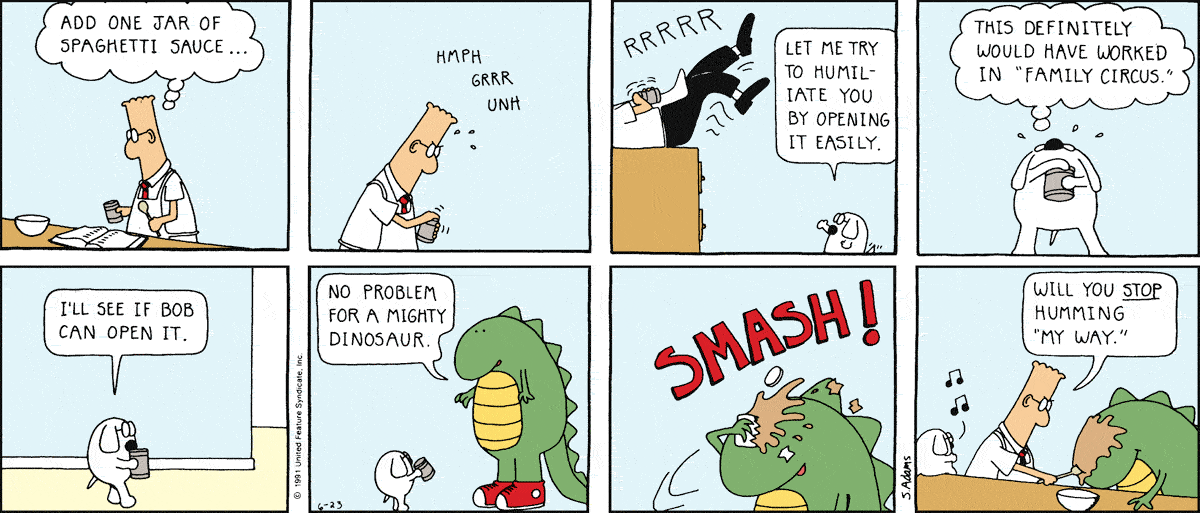 ADD ONE JAR OF
SPAGHETTI SAUCE...
HMPH
GRRR
UNH
RRRRR
LET ME TRY
TO HUMIL-
IATE YOU
BY OPENING
IT EASILY.
THIS DEFINITELY
WOULD HAVE WORKED
IN "FAMILY CIRCUS."
I'LL SEE IF BOB
CAN OPEN IT.
© 1991 United Feature Syndicate, Inc.
NO PROBLEM
FOR A MIGHTY
DINOSAUR.
6-23
SMASH!
S. Adams
WILL YOU STOP
HUMMING
"MY WAY."